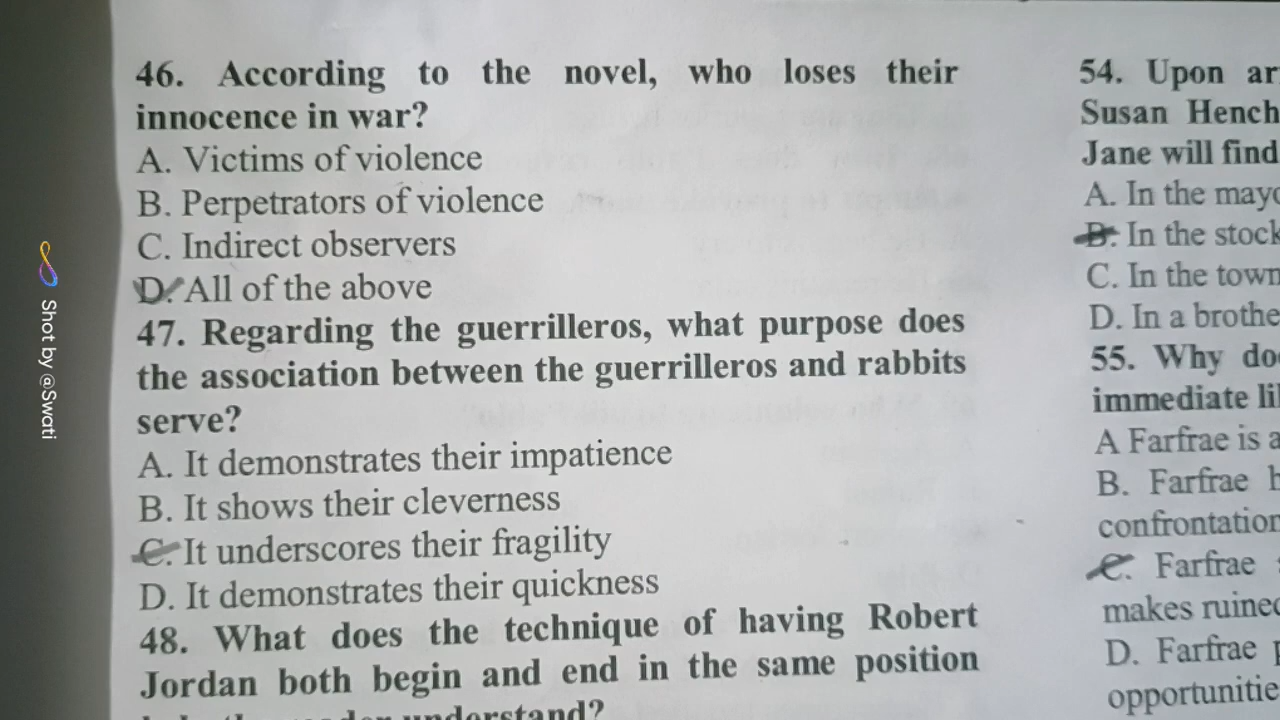 46. According to the novel, who loses their
innocence in war?
A. Victims of violence
B. Perpetrators of violence
C. Indirect observers
D. All of the above
47. Regarding the guerrilleros, what purpose does
the association between the guerrilleros and rabbits
serve?
A. It demonstrates their impatience
B. It shows their cleverness
C. It underscores their fragility
D. It demonstrates their quickness
48. What does the technique of having Robert
Jordan both begin and end in the same position
understand?
54. Upon
Susan Hench
Jane will find
A. In the
B. In the stock
C. In the town
D. In a
55. Why
immediate
A Farfrae is
B. Farfrae
confrontation
C. Farfrae
makes
D. Farfrae
Shot by @Swati